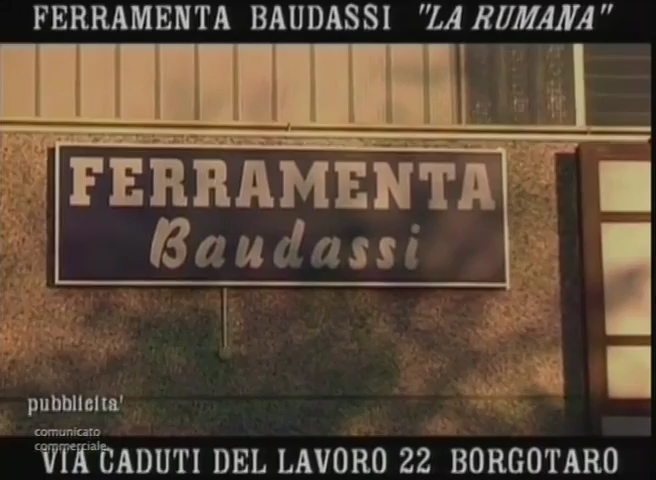 FERRAMENTA BAUDASSI "LA RUMANA"
FERRAMENTA
Baudassi
pubblicita'
comunicato
commerciale
VIA CADUTI DEL LAVORO 22 BORGOTARO